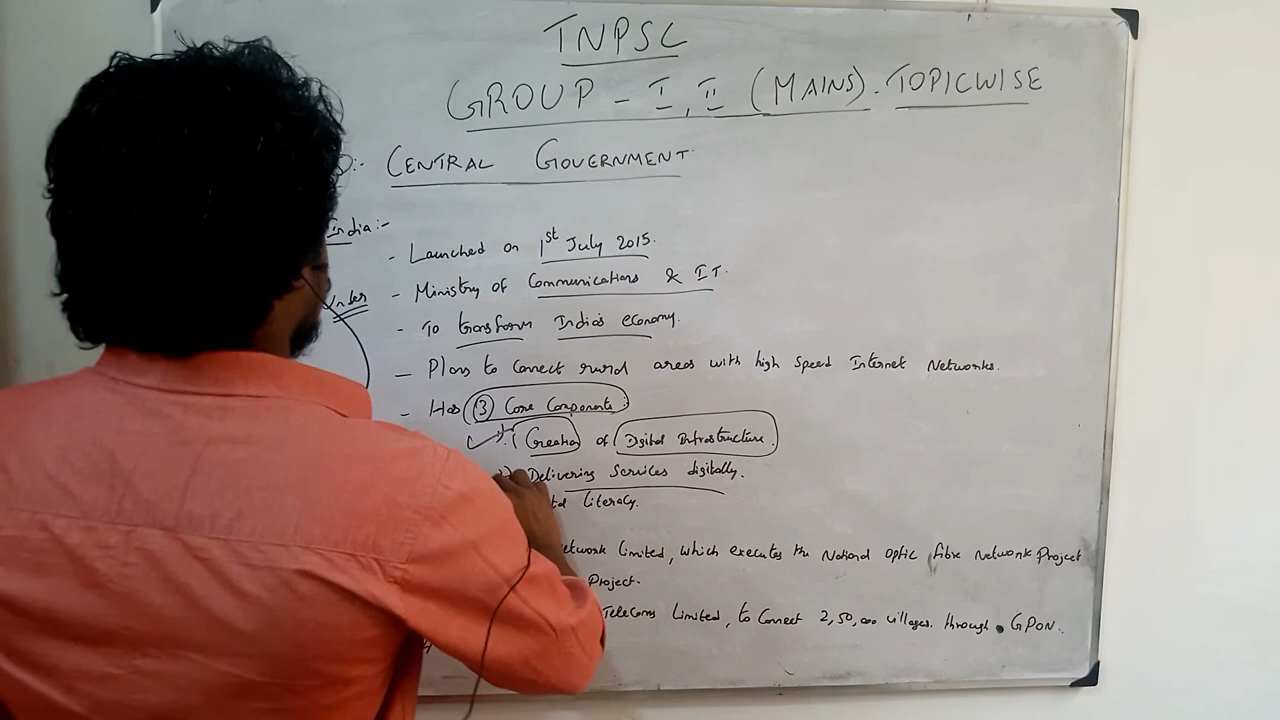 TNPSC
GROUP - I, II (MAINS). TOPICWISE
D:- CENTRAL GOVERNMENT.
India:-
- Launched on 1st July 2015.
- Ministry of Communications & IT.
- To transform India's economy.
- Plans to connect rural areas with high speed Internet Networks.
- Has (3) Core Components.
1) Creation of Digital Infrastructure.
2) Delivering Services digitally.
literacy.
etwork limited, which executes the National optic fibre Network Project
Project.
Telecoms Limited, to Connect 2,50,000 villages. through GPON.